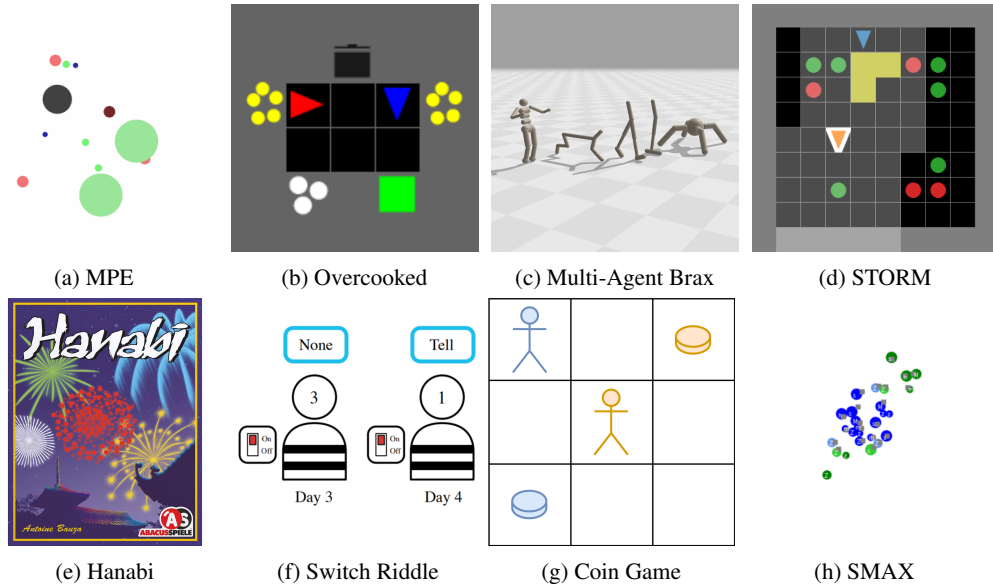 (a) MPE
(b) Overcooked
(c) Multi-Agent Brax
(d) STORM
Hanabi
Antoine Bauza
AS
ABACUSSPIELE
None
Tell
3
1
On
Off
On
Off
Day 3
Day 4
(e) Hanabi
(f) Switch Riddle
(g) Coin Game
(h) SMAX